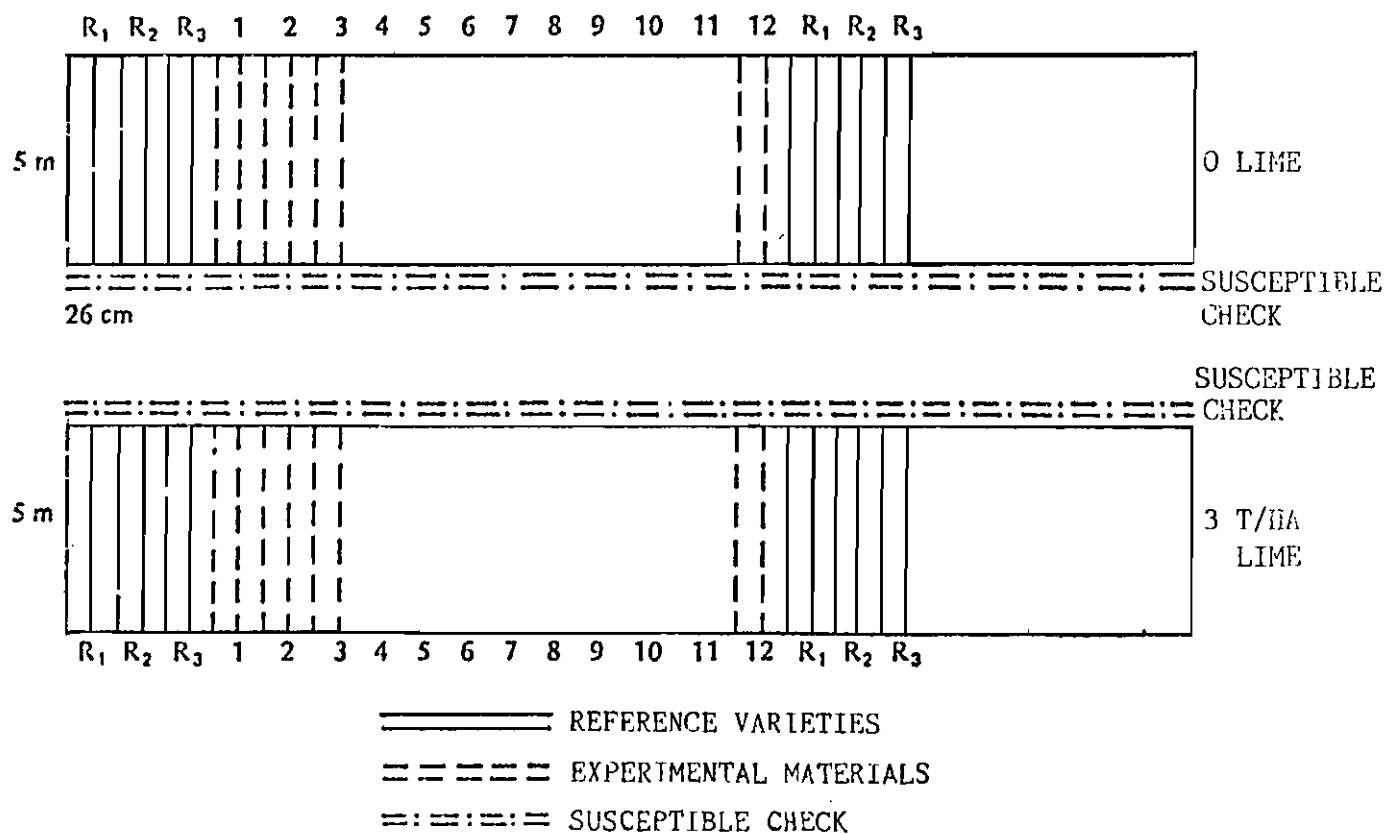 R₁ R₂ R₃ 1 2 3 4 5 6 7 8 9 10 11 12 R₁ R₂ R₃
5 m
0 LIME
SUSCEPTIBLE
CHECK
26 cm
SUSCEPTIBLE
CHECK
5 m
3 T/HA
LIME
R₁ R₂ R₃ 1 2 3 4 5 6 7 8 9 10 11 12 R₁ R₂ R₃
REFERENCE VARIETIES
EXPERIMENTAL MATERIALS
SUSCEPTIBLE CHECK